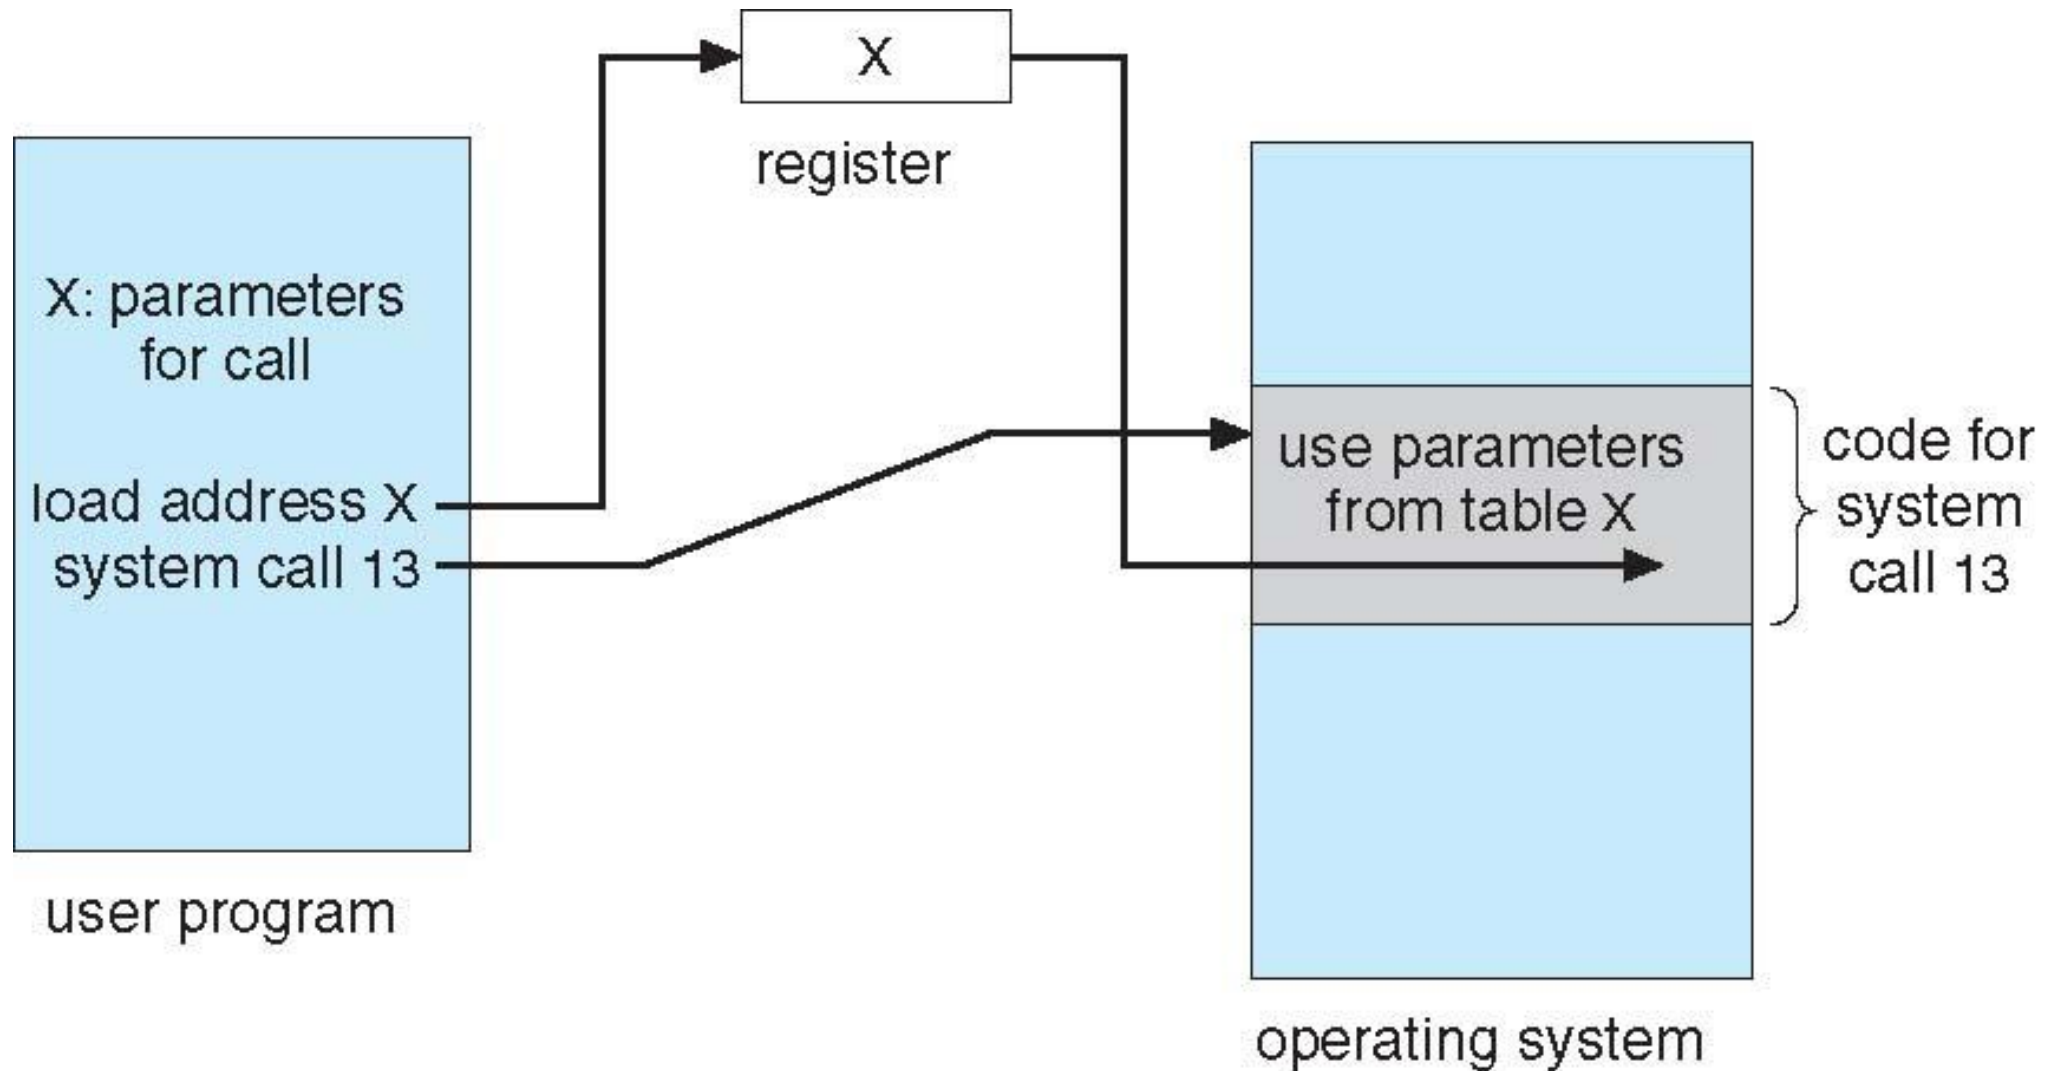 X
register
X: parameters
for call
load address X
system call 13
user program
use parameters
from table X
code for
system
call 13
operating system